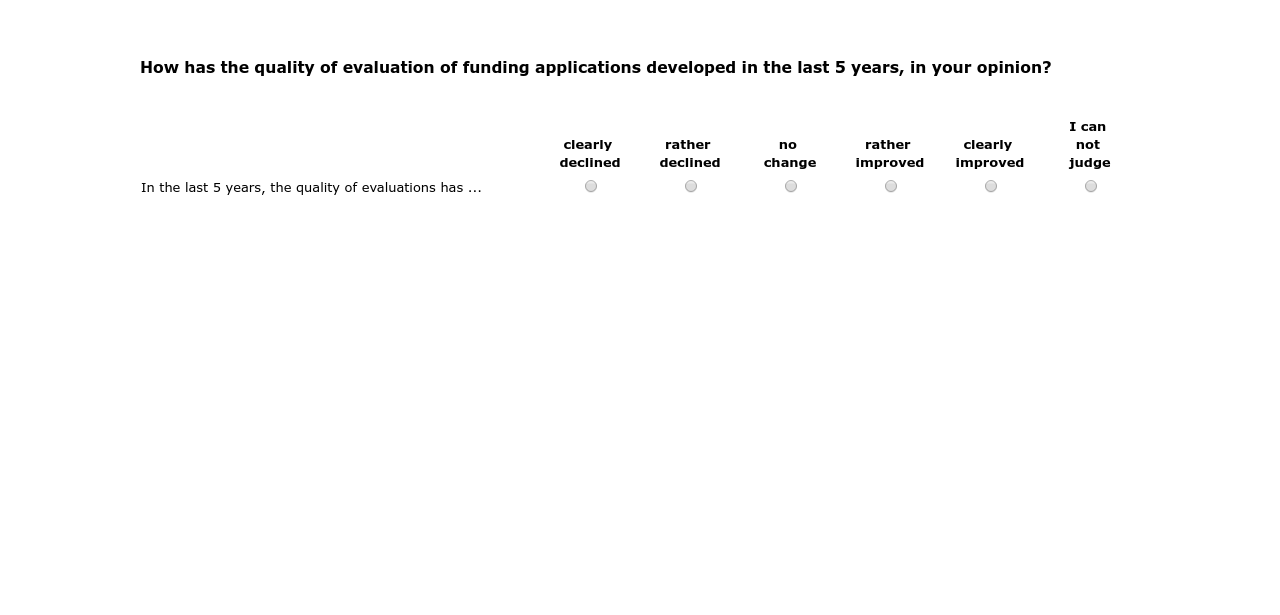 How has the quality of evaluation of funding applications developed in the last 5 years, in your opinion?
clearly declined
rather declined
no change
rather improved
clearly improved
I can not judge
In the last 5 years, the quality of evaluations has ...